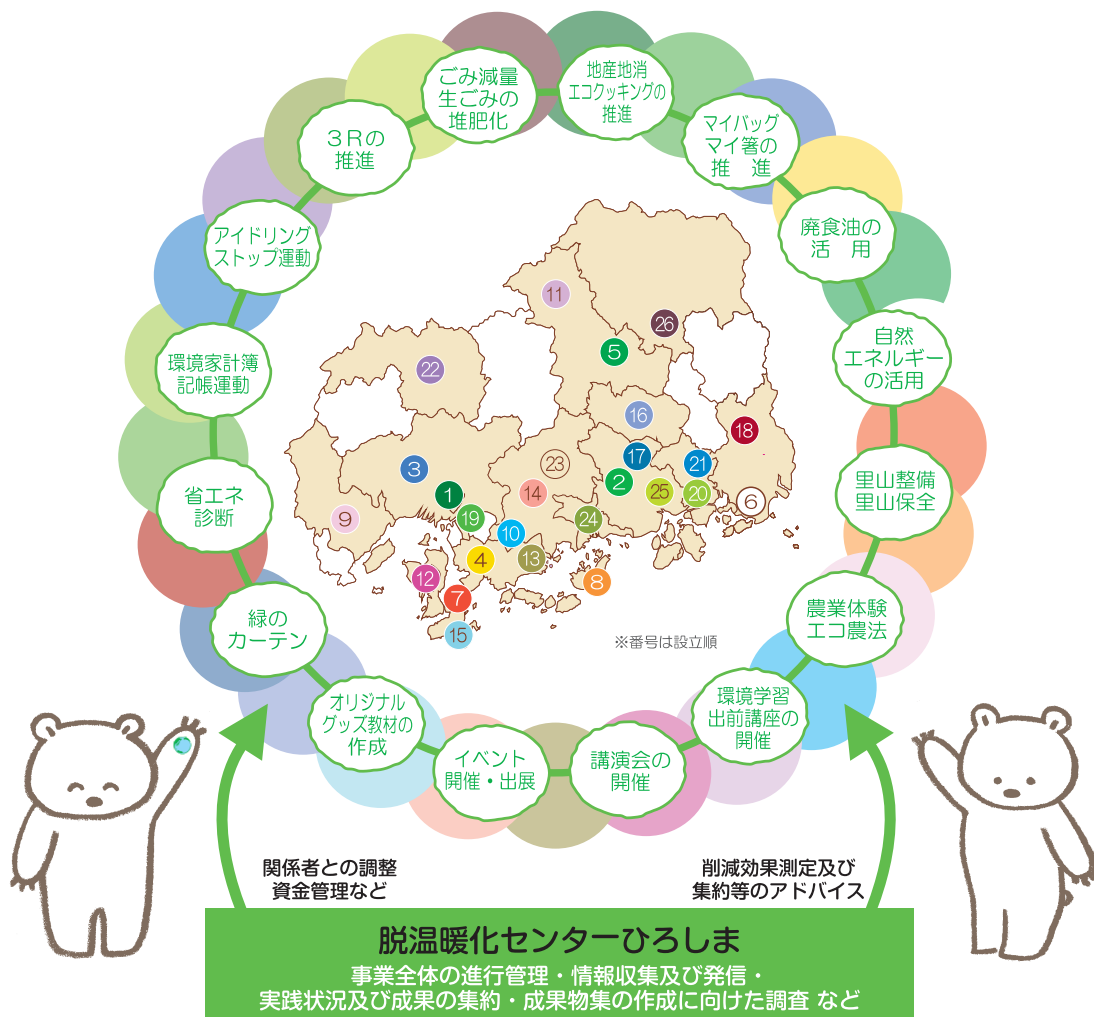 ごみ減量
生ごみの
堆肥化
地産地消
エコクッキングの
推進
マイバッグ
マイ箸の
推　進
廃食油の
活　用
自然
エネルギー
の活用
里山整備
里山保全
農業体験
エコ農法
環境学習
出前講座の
開催
講演会の
開催
イベント
開催・出展
オリジナル
グッズ教材の
作成
緑の
カーテン
省エネ
診断
環境家計簿
記帳運動
アイドリング
ストップ運動
3Rの
推進
11
26
5
22
16
18
3
23
17
21
1
14
2
25
20
6
9
19
10
24
4
13
12
7
8
15
※番号は設立順
関係者との調整
資金管理など
削減効果測定及び
集約等のアドバイス
脱温暖化センターひろしま
事業全体の進行管理・情報収集及び発信・
実践状況及び成果の集約・成果物集の作成に向けた調査 など